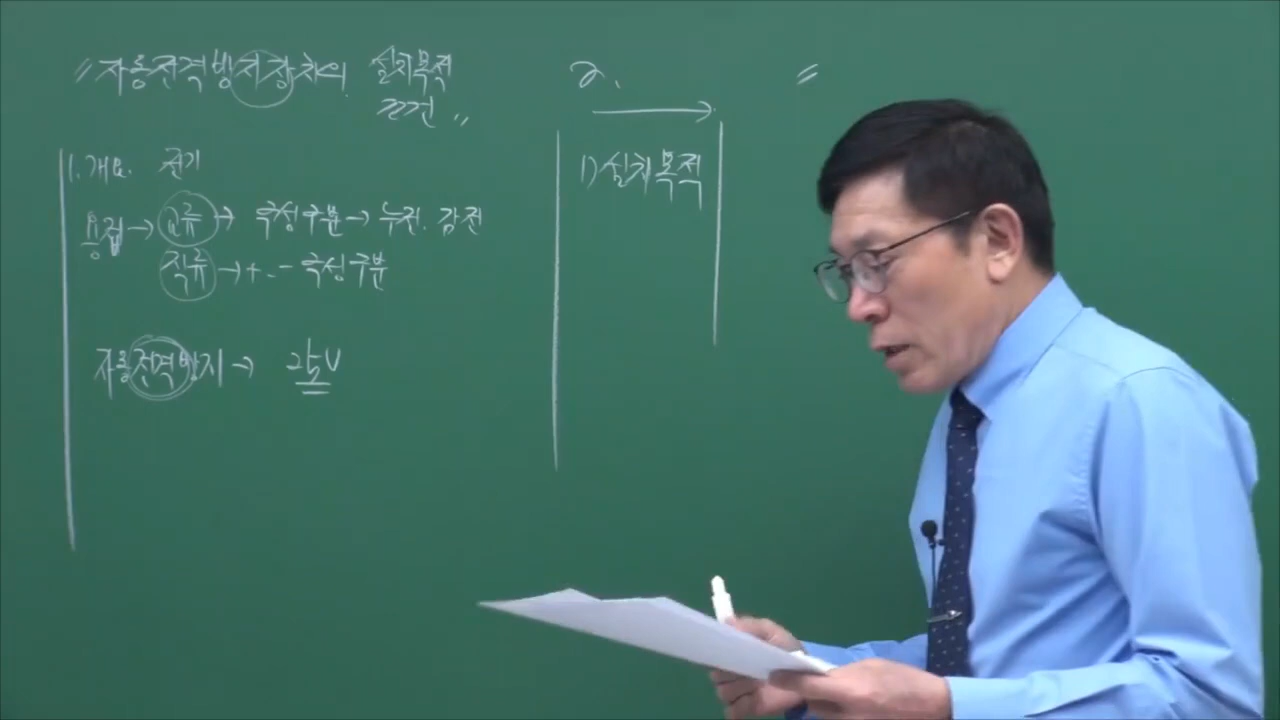 "자동전격방지장치의 설치목적
조건"
1. 개요. 전기
용접→ 교류 → 극성구분→ 누전. 감전
직류 →+. - 극성구분
자동전격방지→ 25V
2. "
→
1) 설치목적